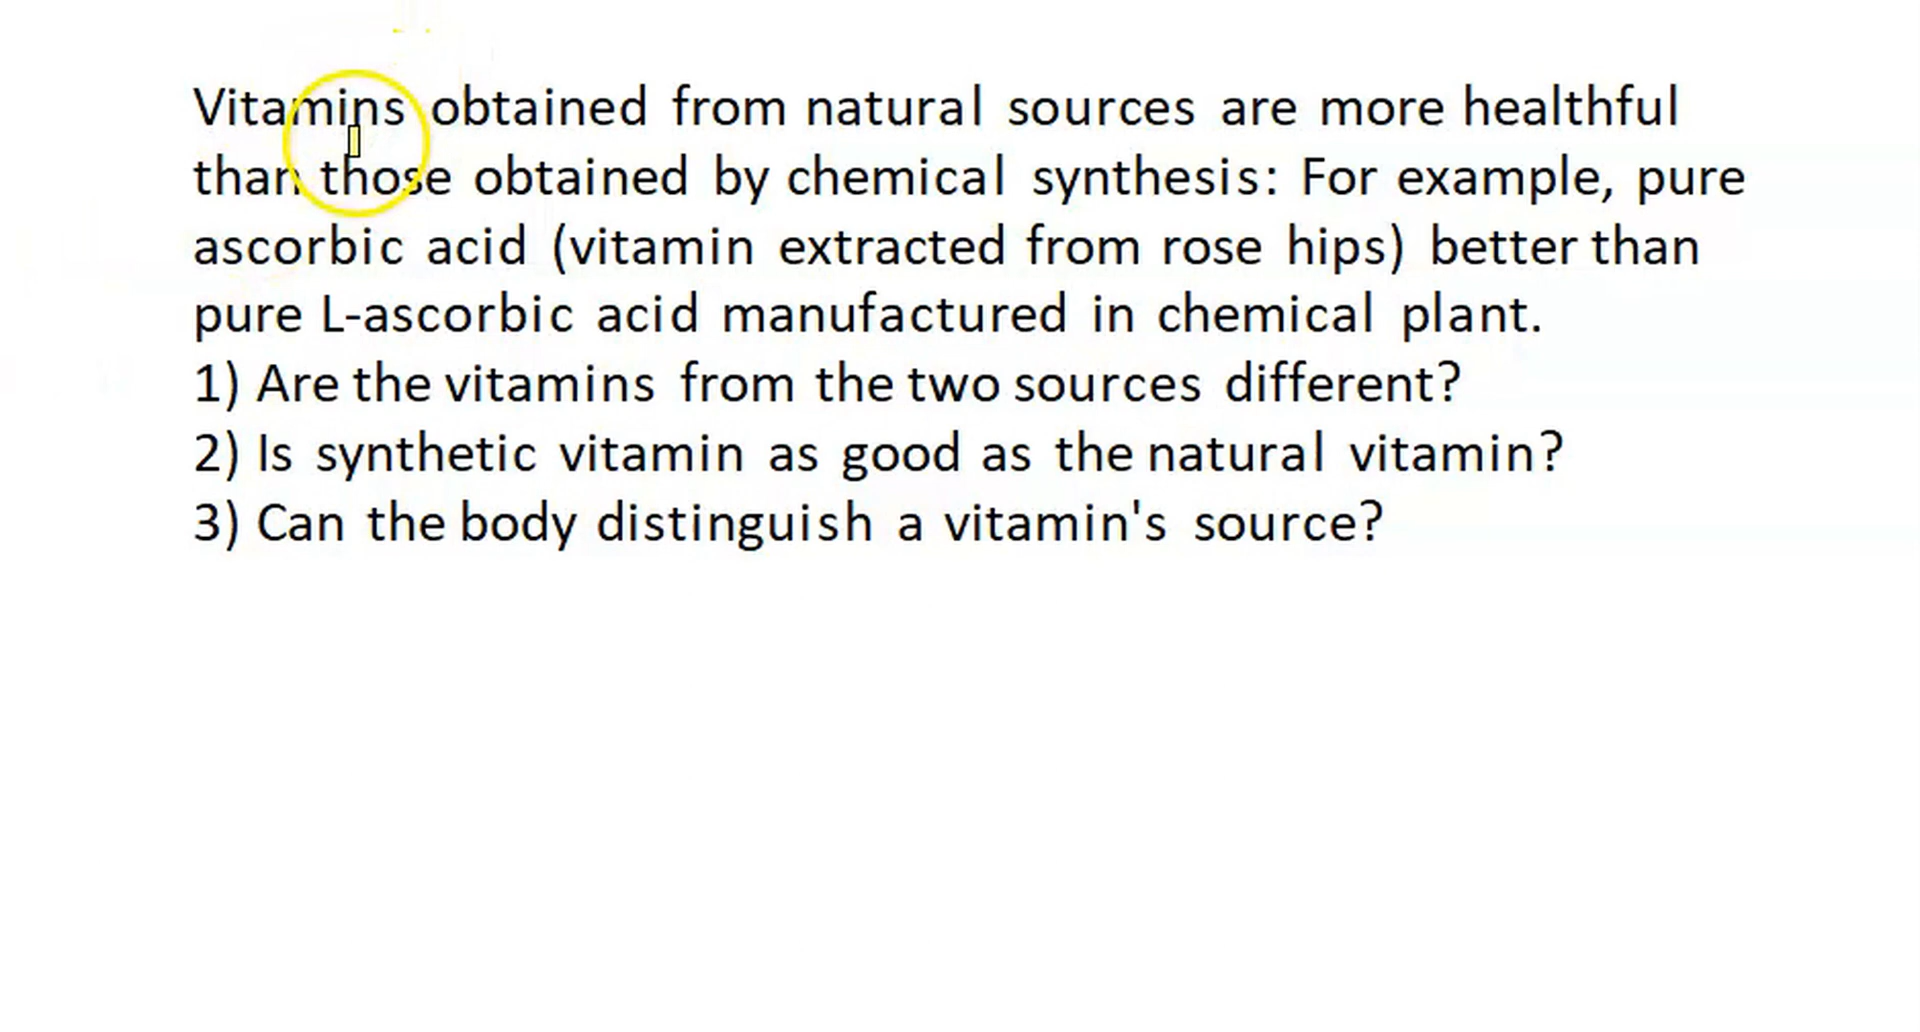 Vitamins obtained from natural sources are more healthful
than those obtained by chemical synthesis: For example, pure
ascorbic acid (vitamin extracted from rose hips) better than
pure L-ascorbic acid manufactured in chemical plant.
1) Are the vitamins from the two sources different?
2) Is synthetic vitamin as good as the natural vitamin?
3) Can the body distinguish a vitamin's source?